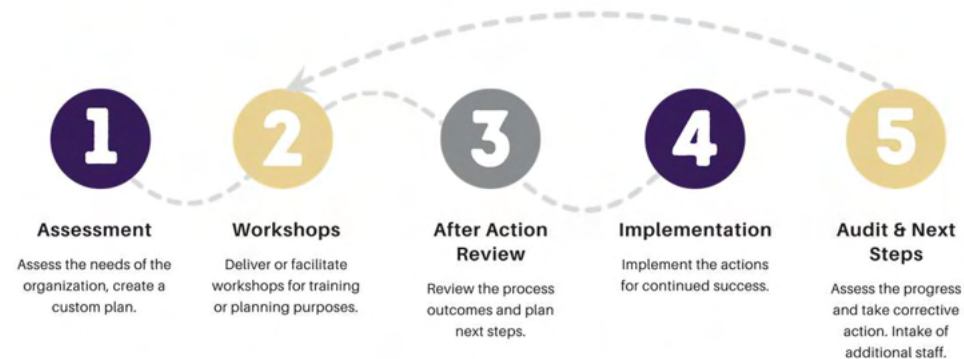 1
2
3
4
5
Assessment
Assess the needs of the
organization, create a
custom plan.
Workshops
Deliver or facilitate
workshops for training
or planning purposes.
After Action
Review
Review the process
outcomes and plan
next steps.
Implementation
Implement the actions
for continued success.
Audit & Next
Steps
Assess the progress
and take corrective
action. Intake of
additional staff.